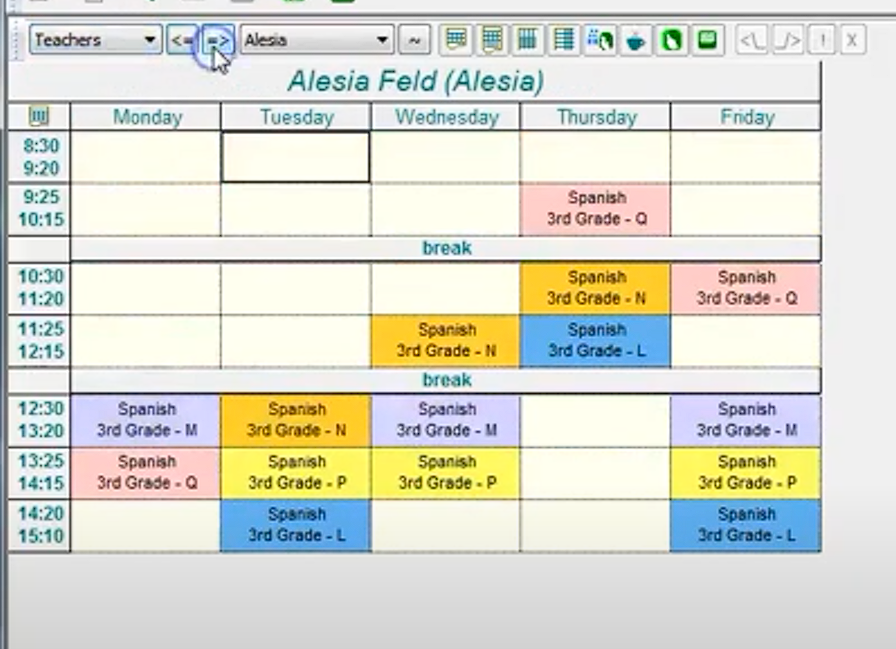 Teachers <= => Alesia ~ <\_ _/> ! X
Alesia Feld (Alesia)
Monday Tuesday Wednesday Thursday Friday
8:30
9:20
9:25 Spanish
10:15 3rd Grade - Q
break
10:30 Spanish Spanish
11:20 3rd Grade - N 3rd Grade - Q
11:25 Spanish Spanish
12:15 3rd Grade - N 3rd Grade - L
break
12:30 Spanish Spanish Spanish Spanish
13:20 3rd Grade - M 3rd Grade - N 3rd Grade - M 3rd Grade - M
13:25 Spanish Spanish Spanish Spanish
14:15 3rd Grade - Q 3rd Grade - P 3rd Grade - P 3rd Grade - P
14:20 Spanish Spanish
15:10 3rd Grade - L 3rd Grade - L